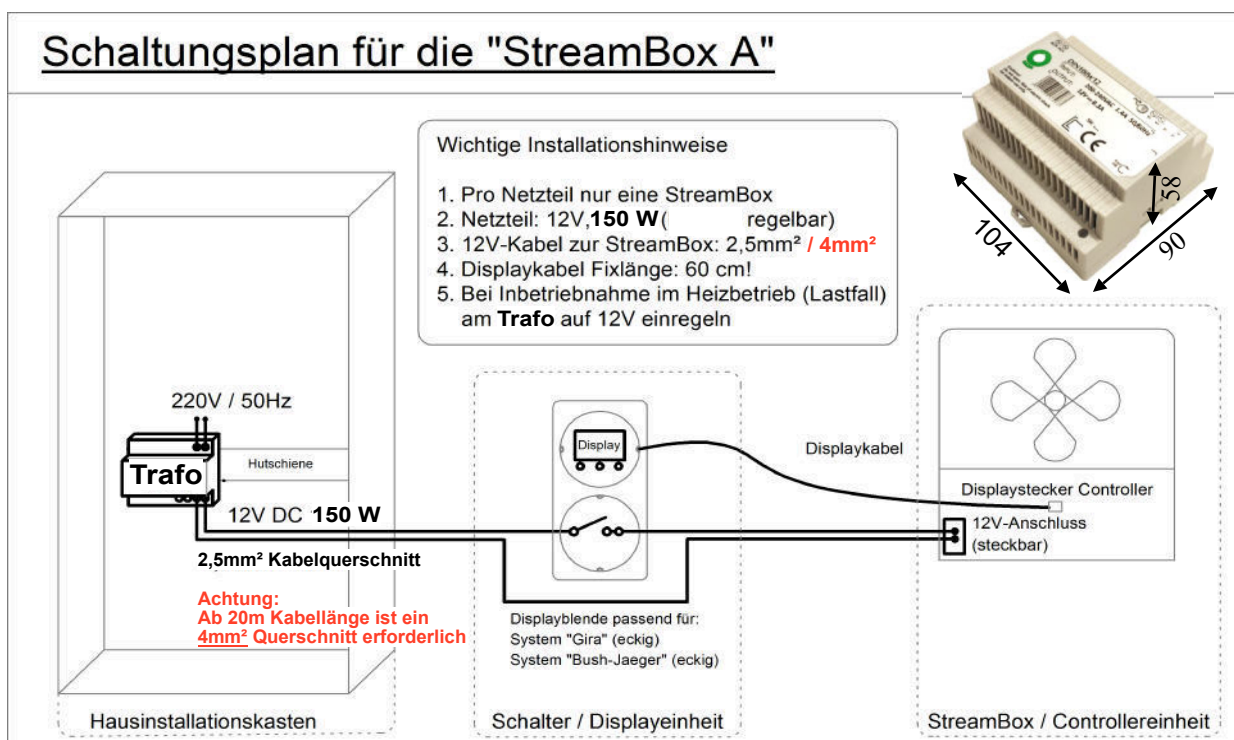 Schaltungsplan für die "StreamBox A"
DIN100W12
INPUT:
OUTPUT:
CE
58
104
90
Wichtige Installationshinweise
1. Pro Netzteil nur eine StreamBox
2. Netzteil: 12V, 150 W ( regelbar)
3. 12V-Kabel zur StreamBox: 2,5mm² / 4mm²
4. Displaykabel Fixlänge: 60 cm!
5. Bei Inbetriebnahme im Heizbetrieb (Lastfall)
am Trafo auf 12V einregeln
220V / 50Hz
Trafo
Hutschiene
12V DC 150 W
2,5mm² Kabelquerschnitt
Achtung:
Ab 20m Kabellänge ist ein
4mm² Querschnitt erforderlich
Display
Displaykabel
Displayblende passend für:
System "Gira" (eckig)
System "Bush-Jaeger" (eckig)
Displaystecker Controller
12V-Anschluss
(steckbar)
Hausinstallationskasten
Schalter / Displayeinheit
StreamBox / Controllereinheit